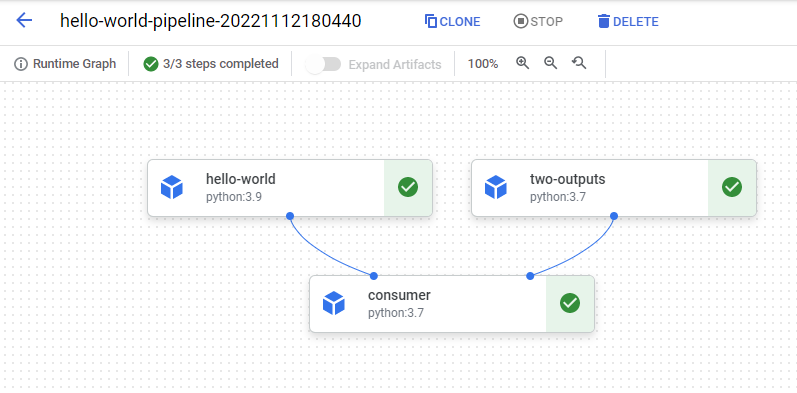 hello-world-pipeline-20221112180440 CLONE STOP DELETE
Runtime Graph 3/3 steps completed Expand Artifacts 100%
hello-world
python:3.9
two-outputs
python:3.7
consumer
python:3.7